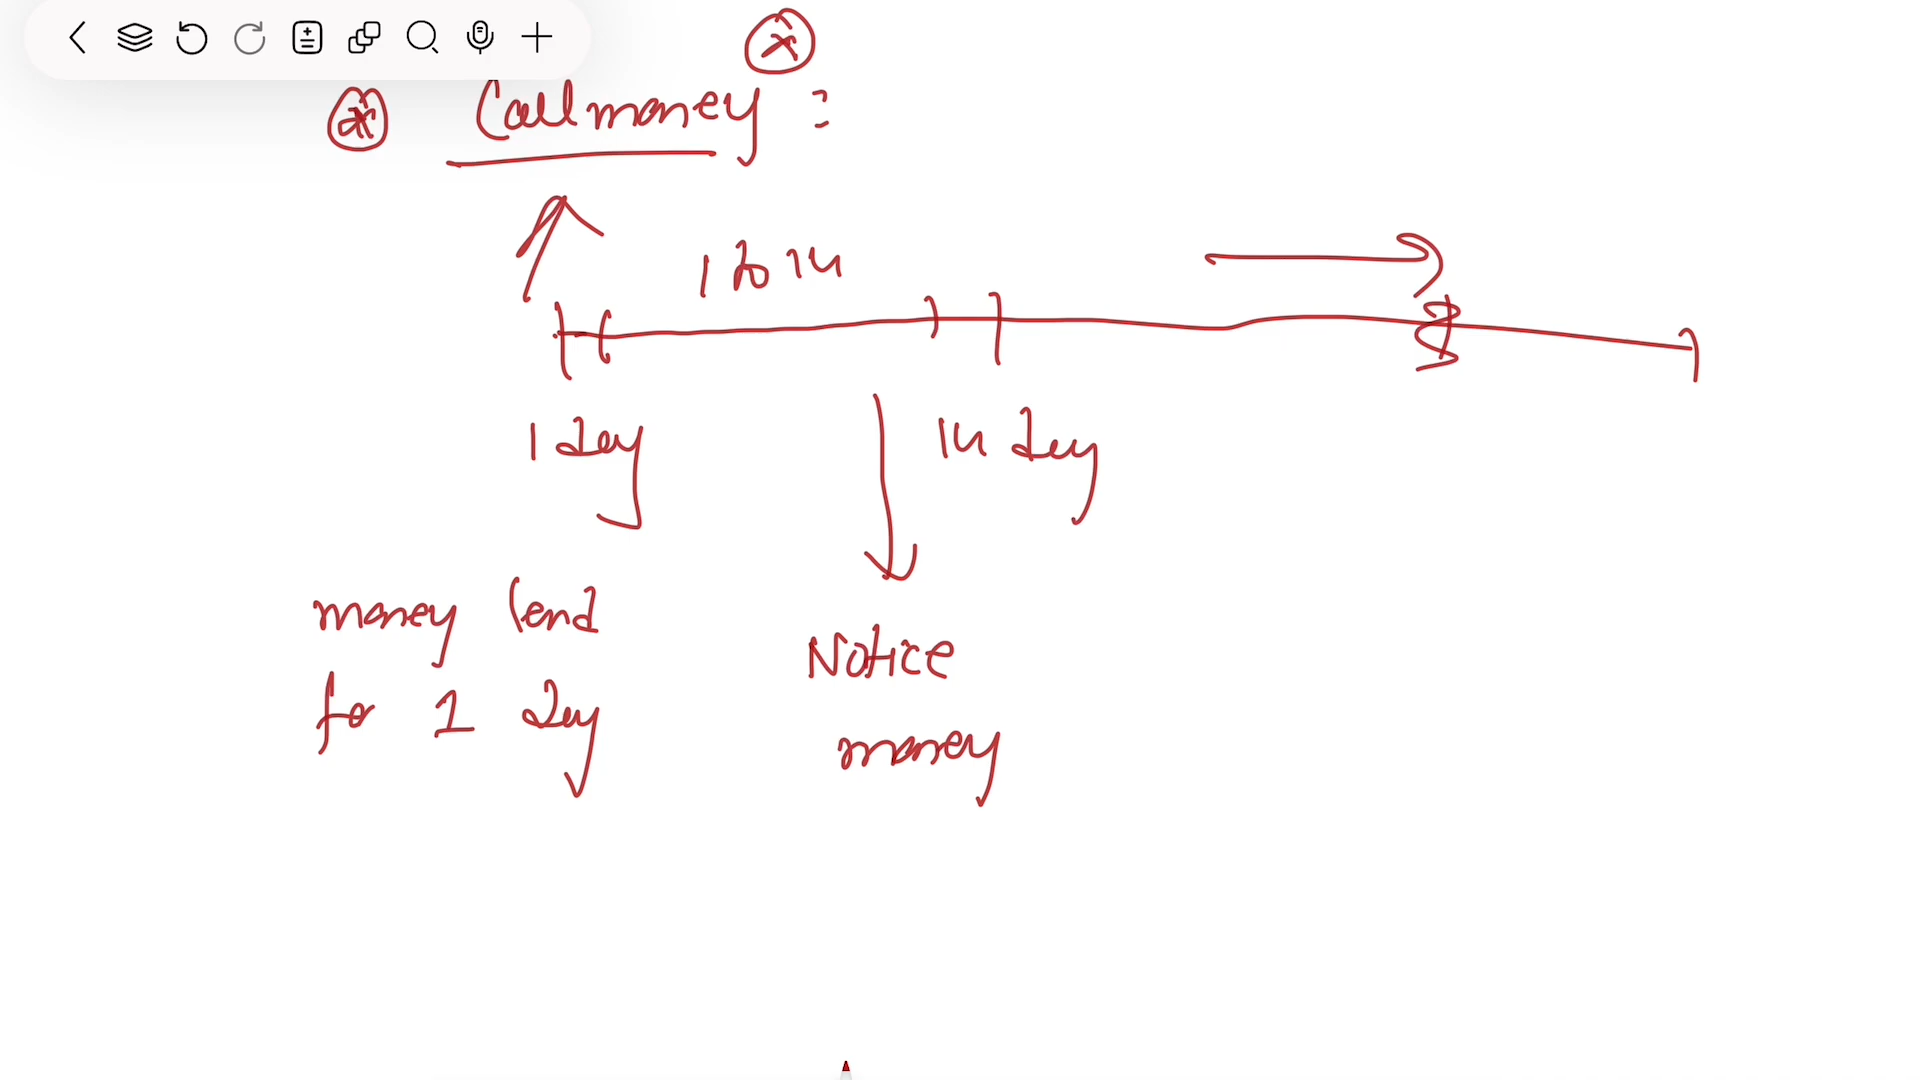 Call money :
1 to 14
1 day
14 day
money lend
for 1 day
Notice
money